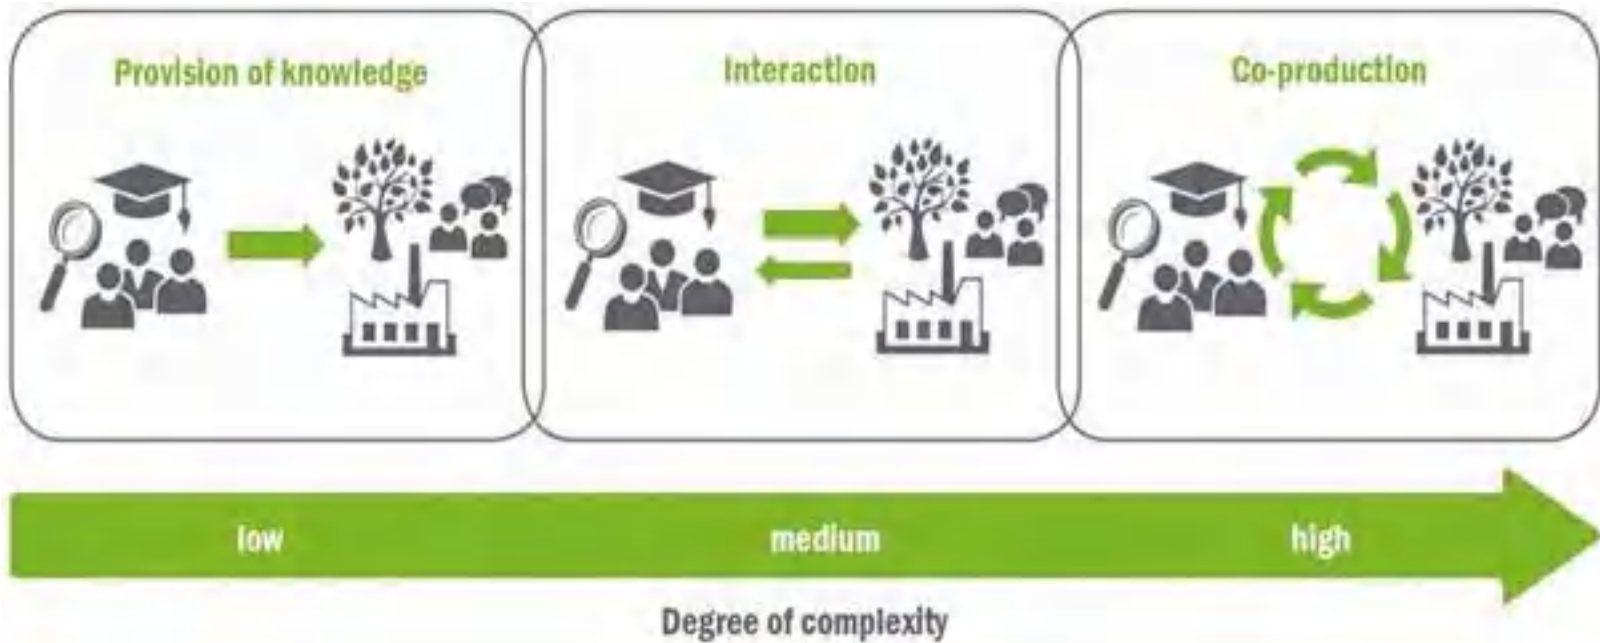 Provision of knowledge
Interaction
Co-production
low
medium
high
Degree of complexity